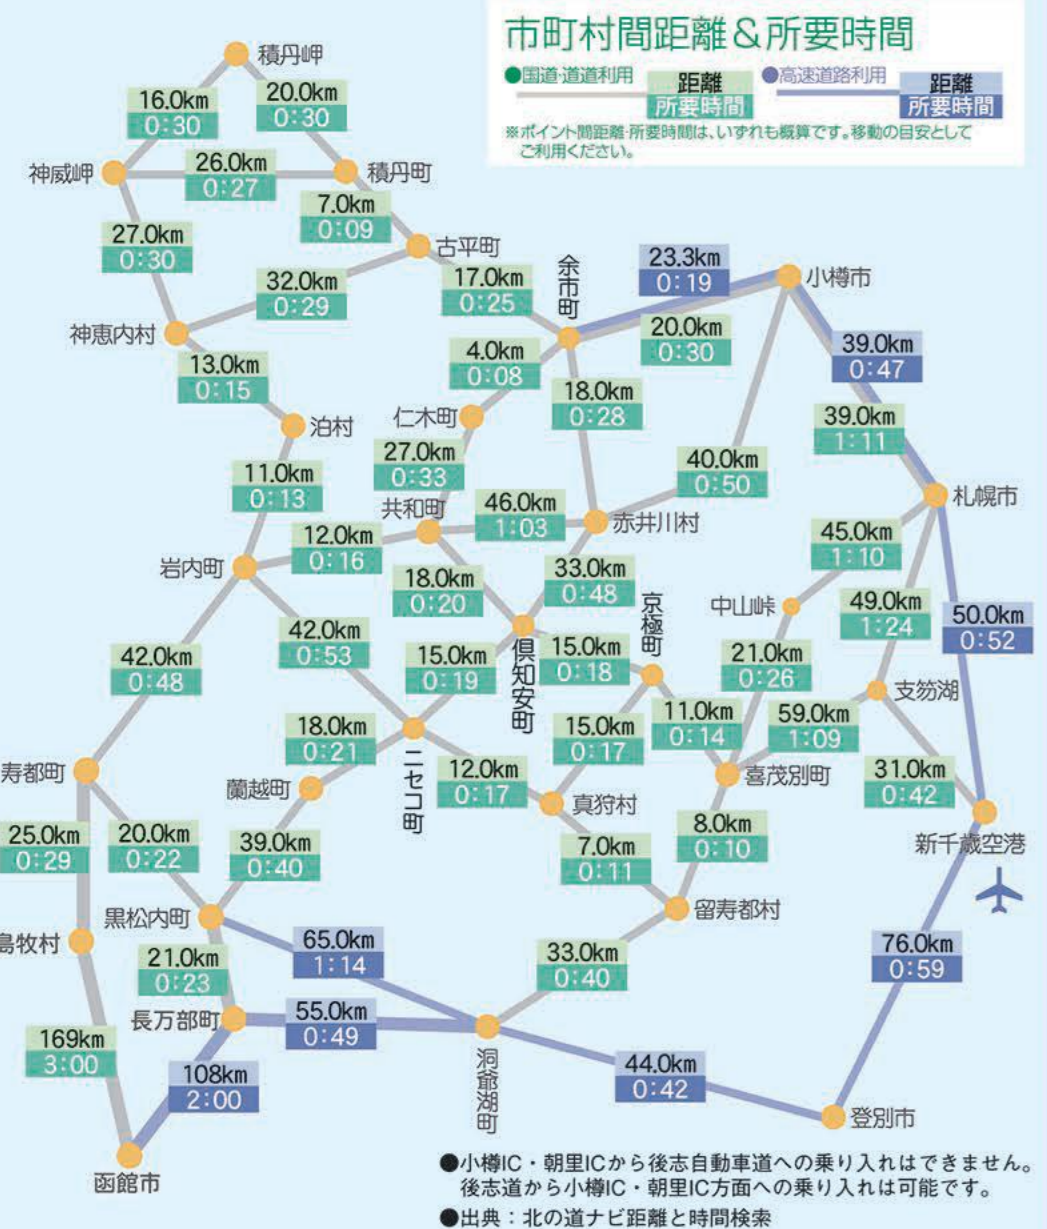 市町村間距離＆所要時間
●国道・道道利用
距離
所要時間
●高速道路利用
距離
所要時間
※ポイント間距離・所要時間は、いずれも概算です。移動の目安として
ご利用ください。
積丹岬
16.0km
0:30
20.0km
0:30
神威岬
26.0km
0:27
積丹町
7.0km
0:09
27.0km
0:30
古平町
32.0km
0:29
17.0km
0:25
余市町
23.3km
0:19
小樽市
20.0km
0:30
神恵内村
13.0km
0:15
4.0km
0:08
39.0km
0:47
18.0km
0:28
仁木町
泊村
39.0km
1:11
27.0km
0:33
11.0km
0:13
40.0km
0:50
共和町
46.0km
1:03
赤井川村
札幌市
12.0km
0:16
岩内町
45.0km
1:10
18.0km
0:20
33.0km
0:48
京極町
中山峠
49.0km
1:24
50.0km
0:52
42.0km
0:53
42.0km
0:48
15.0km
0:19
倶知安町
15.0km
0:18
21.0km
0:26
支笏湖
18.0km
0:21
ニセコ町
15.0km
0:17
11.0km
0:14
59.0km
1:09
寿都町
蘭越町
12.0km
0:17
真狩村
喜茂別町
31.0km
0:42
25.0km
0:29
20.0km
0:22
39.0km
0:40
7.0km
0:11
8.0km
0:10
新千歳空港
黒松内町
留寿都村
島牧村
21.0km
0:23
65.0km
1:14
33.0km
0:40
76.0km
0:59
長万部町
55.0km
0:49
洞爺湖町
169km
3:00
108km
2:00
44.0km
0:42
登別市
函館市
●小樽IC・朝里ICから後志自動車道への乗り入れはできません。
後志道から小樽IC・朝里IC方面への乗り入れは可能です。
●出典：北の道ナビ距離と時間検索